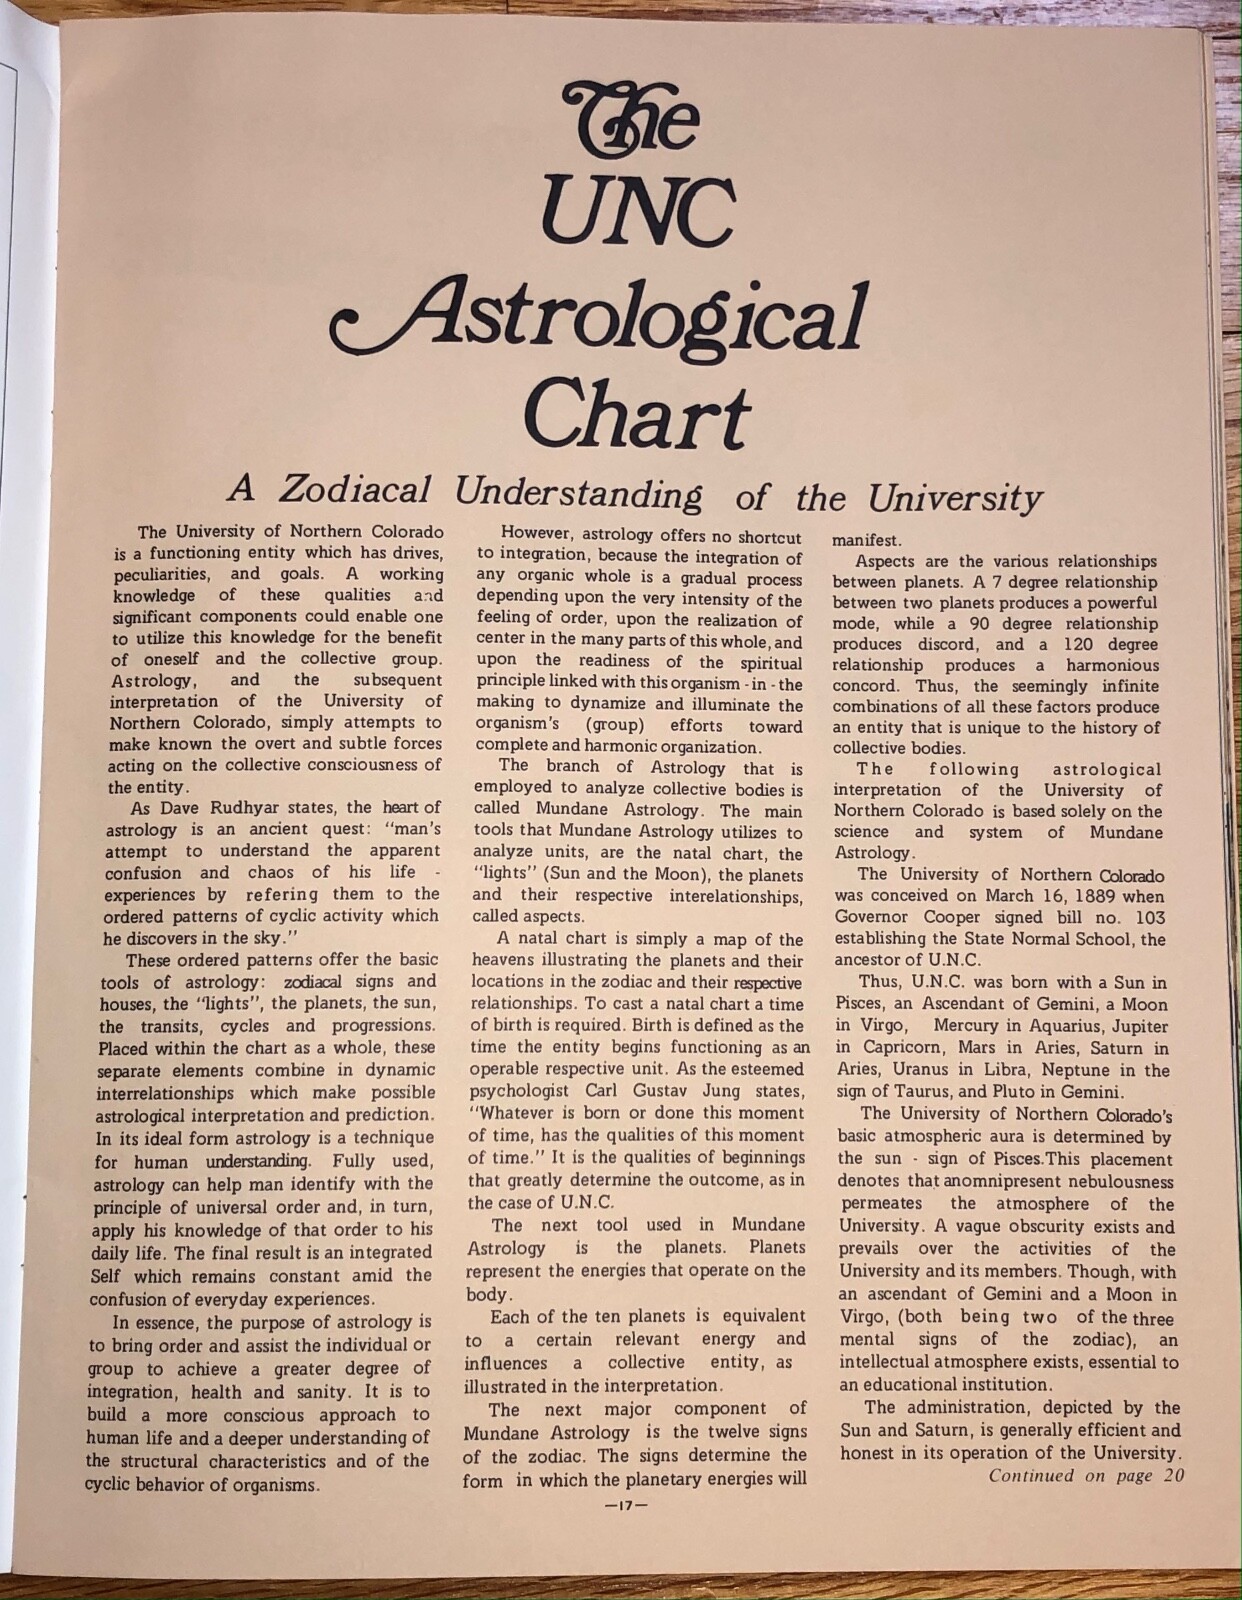 The
UNC
Astrological
Chart
A Zodiacal Understanding of the University
The University of Northern Colorado
is a functioning entity which has drives,
peculiarities, and goals. A working
knowledge of these qualities and
significant components could enable one
to utilize this knowledge for the benefit
of oneself and the collective group.
Astrology, and the subsequent
interpretation of the University of
Northern Colorado, simply attempts to
make known the overt and subtle forces
acting on the collective consciousness of
the entity.
As Dave Rudhyar states, the heart of
astrology is an ancient quest: "man's
attempt to understand the apparent
confusion and chaos of his life -
experiences by refering them to the
ordered patterns of cyclic activity which
he discovers in the sky."
These ordered patterns offer the basic
tools of astrology: zodiacal signs and
houses, the "lights", the planets, the sun,
the transits, cycles and progressions.
Placed within the chart as a whole, these
separate elements combine in dynamic
interrelationships which make possible
astrological interpretation and prediction.
In its ideal form astrology is a technique
for human understanding. Fully used,
astrology can help man identify with the
principle of universal order and, in turn,
apply his knowledge of that order to his
daily life. The final result is an integrated
Self which remains constant amid the
confusion of everyday experiences.
In essence, the purpose of astrology is
to bring order and assist the individual or
group to achieve a greater degree of
integration, health and sanity. It is to
build a more conscious approach to
human life and a deeper understanding of
the structural characteristics and of the
cyclic behavior of organisms.
However, astrology offers no shortcut
to integration, because the integration of
any organic whole is a gradual process
depending upon the very intensity of the
feeling of order, upon the realization of
center in the many parts of this whole, and
upon the readiness of the spiritual
principle linked with this organism - in - the
making to dynamize and illuminate the
organism's (group) efforts toward
complete and harmonic organization.
The branch of Astrology that is
employed to analyze collective bodies is
called Mundane Astrology. The main
tools that Mundane Astrology utilizes to
analyze units, are the natal chart, the
"lights" (Sun and the Moon), the planets
and their respective interelationships,
called aspects.
A natal chart is simply a map of the
heavens illustrating the planets and their
locations in the zodiac and their respective
relationships. To cast a natal chart a time
of birth is required. Birth is defined as the
time the entity begins functioning as an
operable respective unit. As the esteemed
psychologist Carl Gustav Jung states,
"Whatever is born or done this moment
of time, has the qualities of this moment
of time." It is the qualities of beginnings
that greatly determine the outcome, as in
the case of U.N.C.
The next tool used in Mundane
Astrology is the planets. Planets
represent the energies that operate on the
body.
Each of the ten planets is equivalent
to a certain relevant energy and
influences a collective entity, as
illustrated in the interpretation.
The next major component of
Mundane Astrology is the twelve signs
of the zodiac. The signs determine the
form in which the planetary energies will
manifest.
Aspects are the various relationships
between planets. A 7 degree relationship
between two planets produces a powerful
mode, while a 90 degree relationship
produces discord, and a 120 degree
relationship produces a harmonious
concord. Thus, the seemingly infinite
combinations of all these factors produce
an entity that is unique to the history of
collective bodies.
The following astrological
interpretation of the University of
Northern Colorado is based solely on the
science and system of Mundane
Astrology.
The University of Northern Colorado
was conceived on March 16, 1889 when
Governor Cooper signed bill no. 103
establishing the State Normal School, the
ancestor of U.N.C.
Thus, U.N.C. was born with a Sun in
Pisces, an Ascendant of Gemini, a Moon
in Virgo, Mercury in Aquarius, Jupiter
in Capricorn, Mars in Aries, Saturn in
Aries, Uranus in Libra, Neptune in the
sign of Taurus, and Pluto in Gemini.
The University of Northern Colorado's
basic atmospheric aura is determined by
the sun - sign of Pisces.This placement
denotes that anomnipresent nebulousness
permeates the atmosphere of the
University. A vague obscurity exists and
prevails over the activities of the
University and its members. Though, with
an ascendant of Gemini and a Moon in
Virgo, (both being two of the three
mental signs of the zodiac), an
intellectual atmosphere exists, essential to
an educational institution.
The administration, depicted by the
Sun and Saturn, is generally efficient and
honest in its operation of the University.
Continued on page 20
—17—